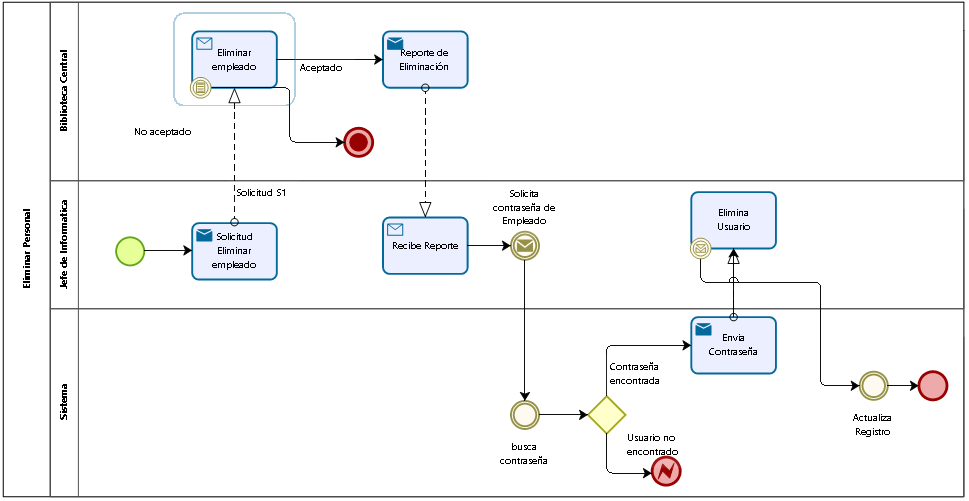 Eliminar Personal
Biblioteca Central
Eliminar
empleado
Aceptado
Reporte de
Eliminación
No aceptado
Solicitud S1
Jefe de Informatica
Solicitud
Eliminar
empleado
Recibe Reporte
Solicita
contraseña de
Empleado
Elimina
Usuario
Sistema
busca
contraseña
Contraseña
encontrada
Usuario no
encontrado
Envía
Contraseña
Actualiza
Registro